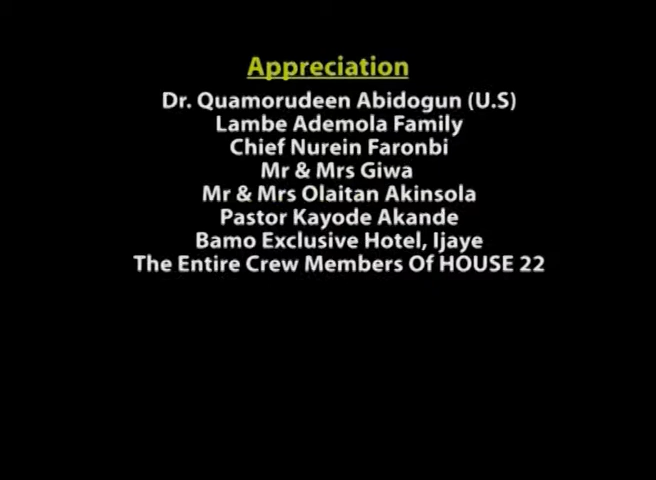 Appreciation
Dr. Quamorudeen Abidogun (U.S)
Lambe Ademola Family
Chief Nurein Faronbi
Mr & Mrs Giwa
Mr & Mrs Olaitan Akinsola
Pastor Kayode Akande
Bamo Exclusive Hotel, Ijaye
The Entire Crew Members Of HOUSE 22